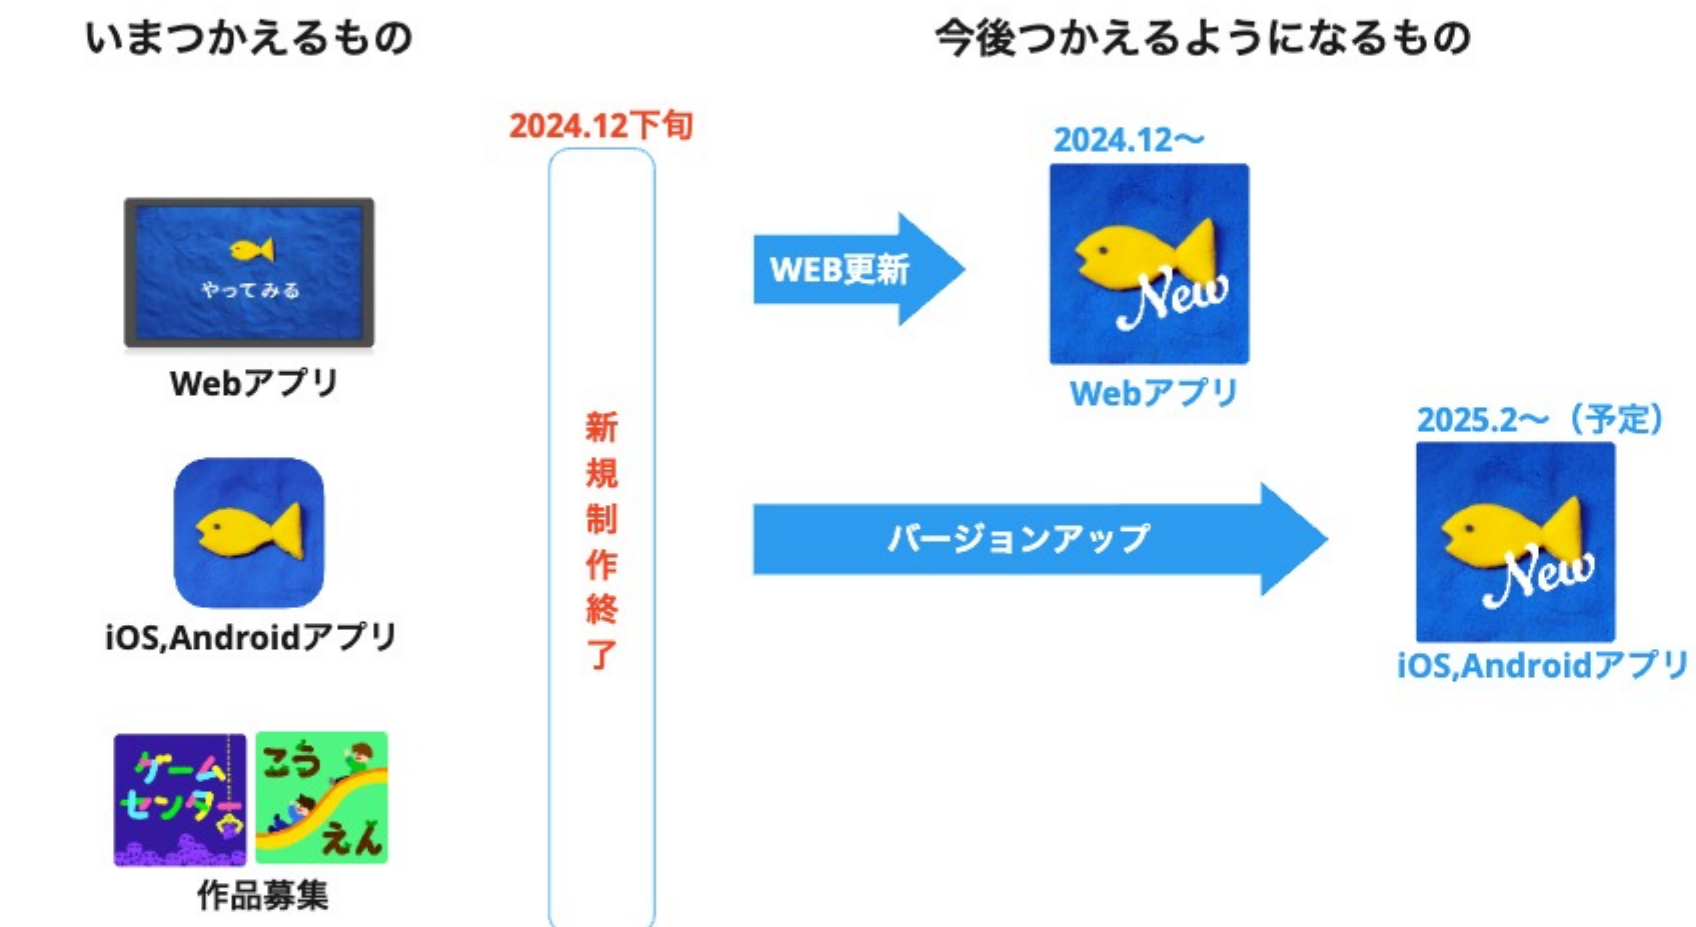 いまつかえるもの
今後つかえるようになるもの
2024.12下旬
新規制作終了
やってみる
Webアプリ
iOS,Androidアプリ
ゲーム
センター
こう
えん
作品募集
WEB更新
2024.12〜
New
Webアプリ
バージョンアップ
2025.2〜（予定）
New
iOS,Androidアプリ